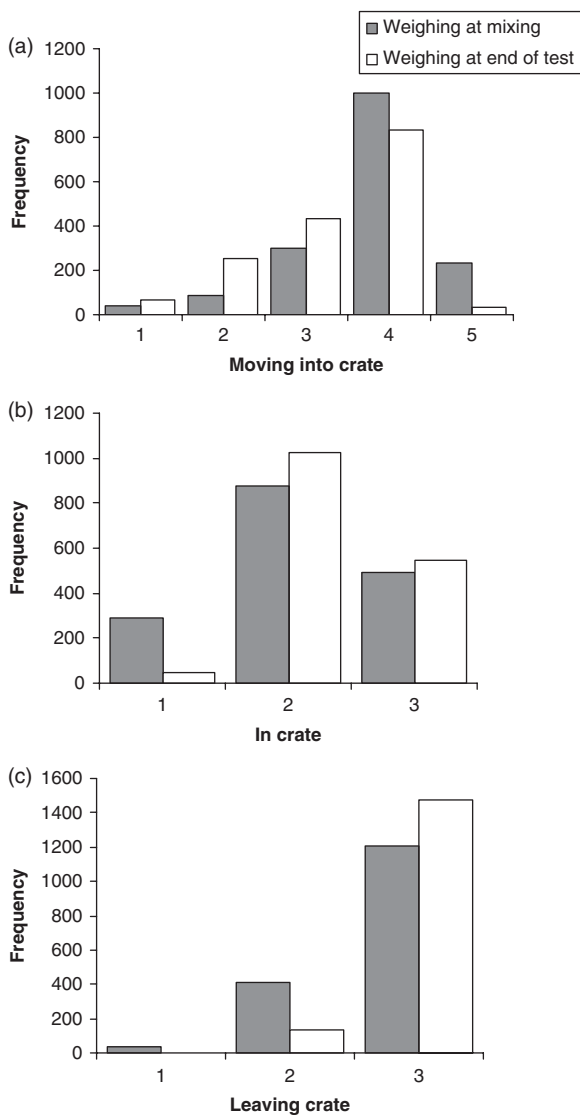 Weighing at mixing
Weighing at end of test
(a)
1200
1000
800
600
400
200
0
Frequency
1 2 3 4 5
Moving into crate
(b)
1200
1000
800
600
400
200
0
Frequency
1 2 3
In crate
(c)
1600
1400
1200
1000
800
600
400
200
0
Frequency
1 2 3
Leaving crate